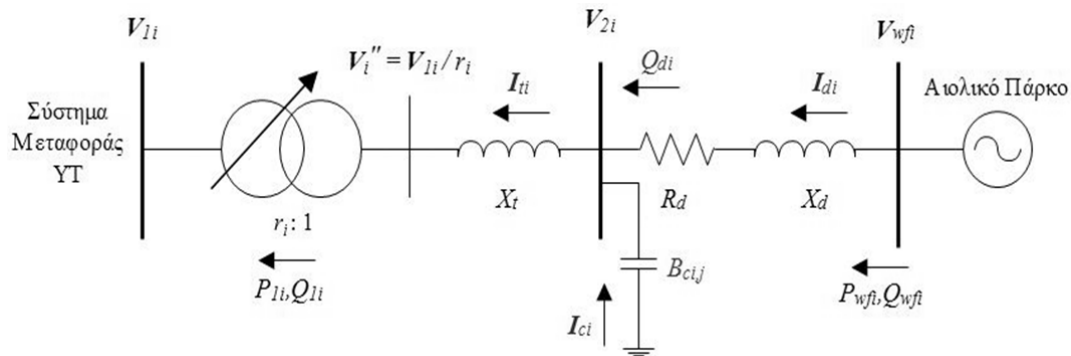 V1i
V2i
Vwfi
Vi'' = V1i/ri
Qdi
Iti
Idi
Αιολικό Πάρκο
Σύστημα
Μεταφοράς
ΥΤ
Xt
Rd
Xd
ri : 1
Bci,j
P1i,Q1i
Pwfi,Qwfi
Ici